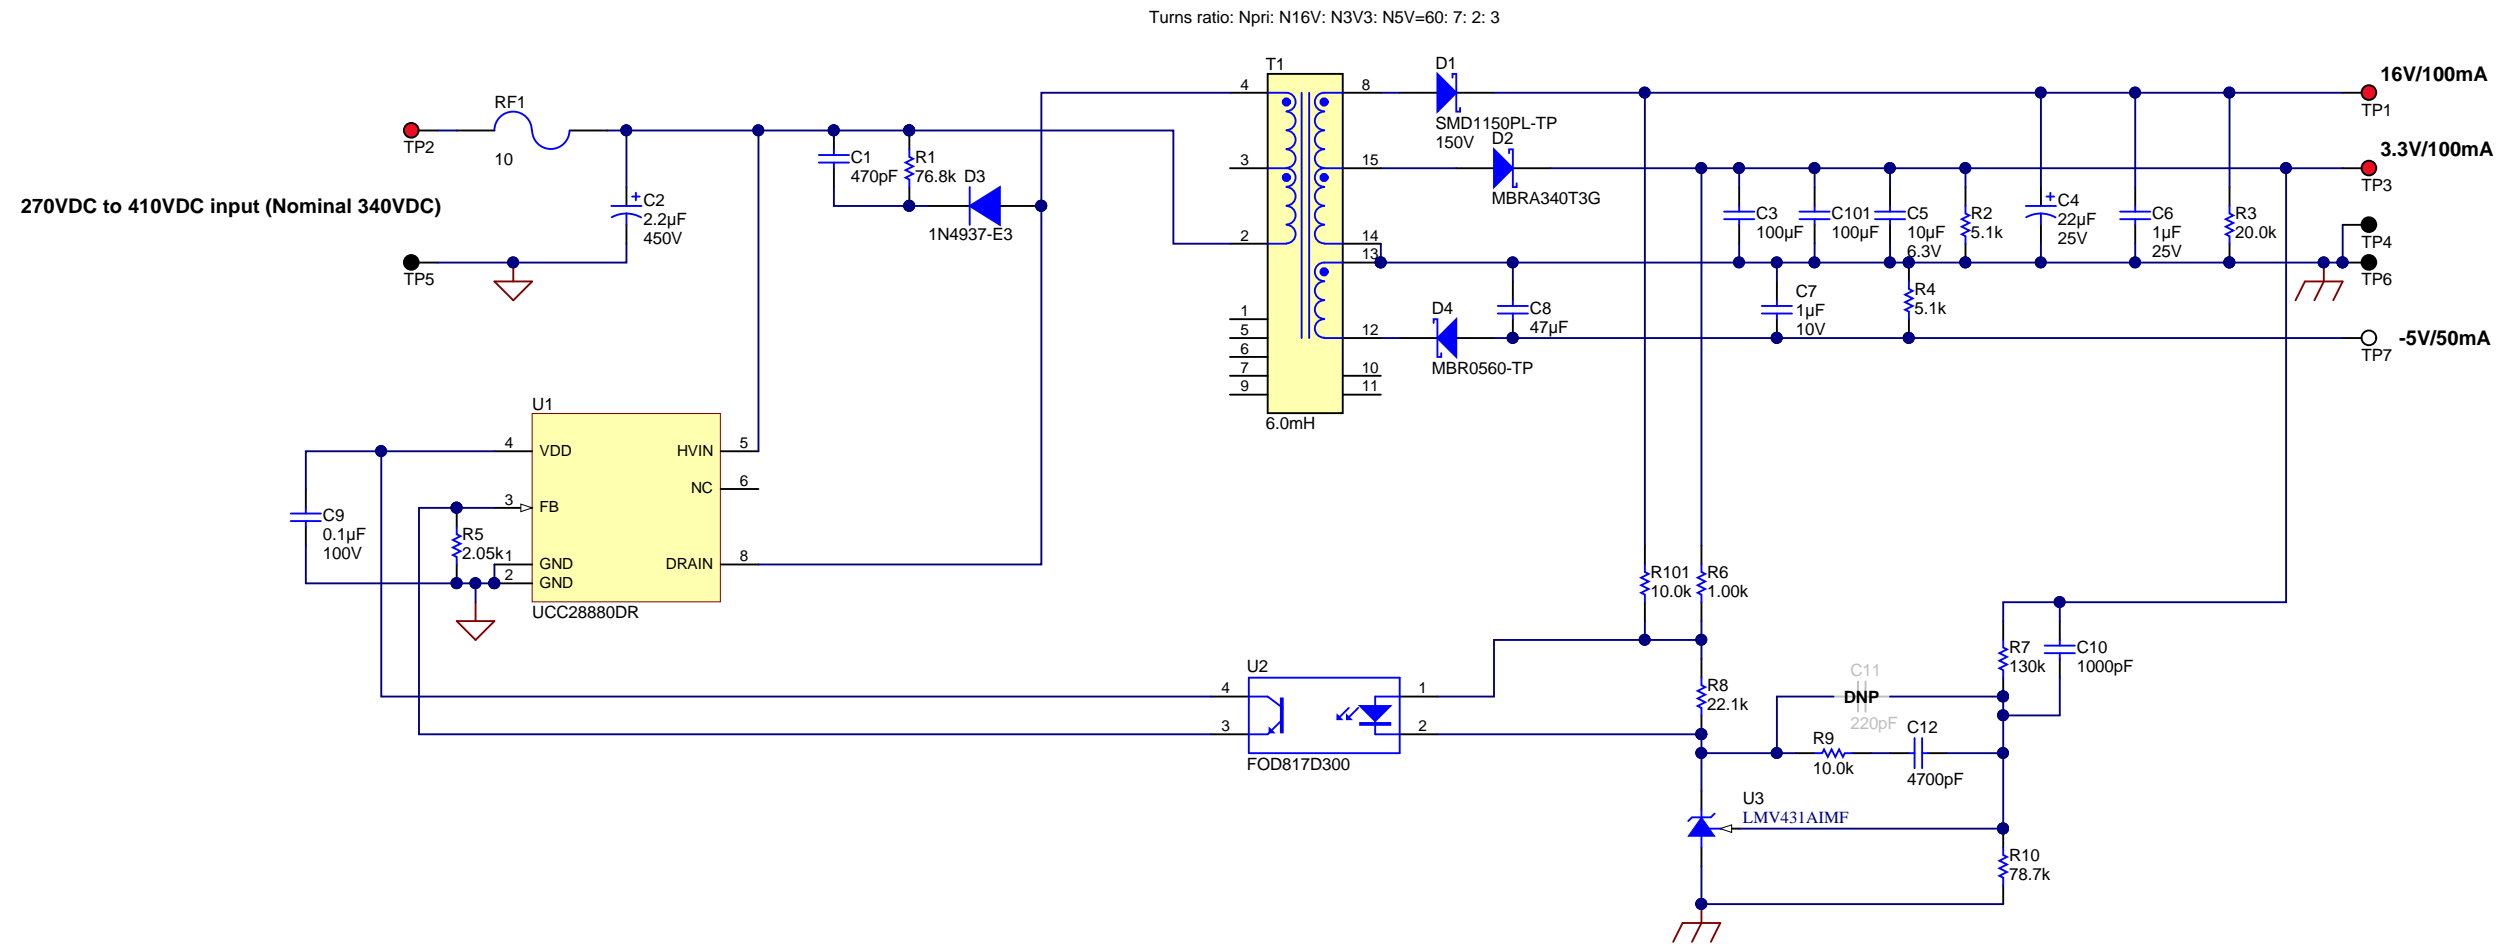 Turns ratio: Npri: N16V: N3V3: N5V=60: 7: 2: 3
T1
4
3
2
1
5
6
7
9
8
15
14
13
12
10
11
6.0mH
D1
SMD1150PL-TP
150V
D2
MBRA340T3G
16V/100mA
TP1
3.3V/100mA
TP3
TP4
TP6
-5V/50mA
TP7
RF1
10
TP2
270VDC to 410VDC input (Nominal 340VDC)
TP5
C2
2.2µF
450V
C1
470pF
R1
76.8k
D3
1N4937-E3
C3
100µF
C101
100µF
C5
10µF
6.3V
R2
5.1k
C4
22µF
25V
C6
1µF
25V
R3
20.0k
D4
MBR0560-TP
C8
47µF
C7
1µF
10V
R4
5.1k
U1
4
VDD
HVIN
5
NC
6
3
FB
1
GND
2
GND
DRAIN
8
UCC28880DR
C9
0.1µF
100V
R5
2.05k
R101
10.0k
R6
1.00k
U2
4
3
1
2
FOD817D300
R8
22.1k
C11
DNP
220pF
R7
130k
C10
1000pF
R9
10.0k
C12
4700pF
U3
LMV431AIMF
R10
78.7k